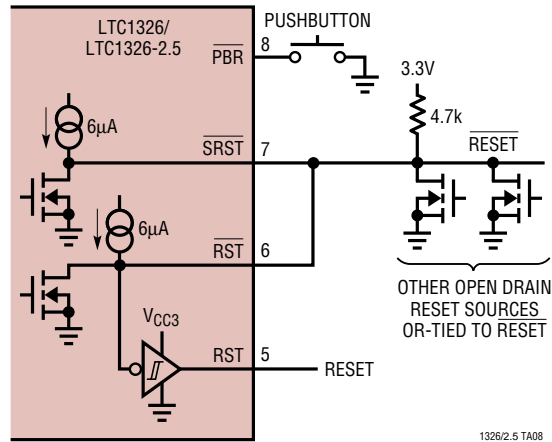 LTC1326/
LTC1326-2.5
PUSHBUTTON
PBR
8
3.3V
4.7k
6µA
SRST
7
RESET
6µA
RST
6
VCC3
RST
5
RESET
OTHER OPEN DRAIN
RESET SOURCES
OR-TIED TO RESET
1326/2.5 TA08